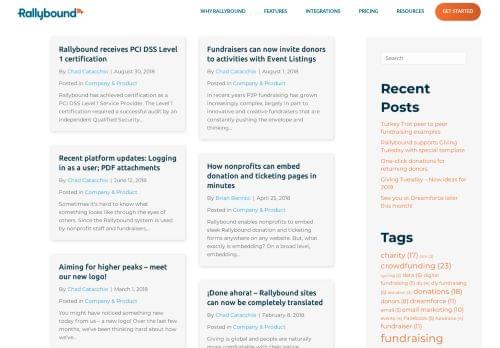 Rallybound
WHY RALLYBOUND
FEATURES
INTEGRATIONS
PRICING
RESOURCES
GET STARTED
Rallybound receives PCI DSS Level
1 certification
By Chad Catacchio | August 30, 2018
Posted in Company & Product
Rallybound has achieved certification as a
PCI DSS Level 1 Service Provider. The Level 1
certification required a successful audit by an
independent Qualified Security...
Recent platform updates: Logging
in as a user; PDF attachments
By Chad Catacchio | June 12, 2018
Posted in Company & Product
Sometimes it's hard to know what
something looks like through the eyes of
others. Since the Rallybound system is used
by nonprofit staff and fundraisers,...
Aiming for higher peaks – meet
our new logo!
By Chad Catacchio | March 1, 2018
Posted in Company & Product
You might have noticed something new
today from us – a new logo! Over the last few
months, we've been thinking hard about how
we've...
Fundraisers can now invite donors
to activities with Event Listings
By Chad Catacchio | August 1, 2018
Posted in Company & Product
In recent years P2P fundraising has grown
increasingly complex, largely in part to
innovative and creative fundraisers that are
constantly pushing the envelope and
thinking...
How nonprofits can embed
donation and ticketing pages in
minutes
By Brian Bennici | April 25, 2018
Posted in Company & Product
Rallybound enables nonprofits to embed
sleek Rallybound donation and ticketing
forms anywhere on any website. But, what
exactly is embedding? On a broad level,
embedding...
¡Done ahora! – Rallybound sites
can now be completely translated
By Chad Catacchio | February 8, 2018
Posted in Company & Product
Giving is global and people are naturally
more comfortable with their native
Search
Recent
Posts
Turkey Trot peer to peer
fundraising examples
Rallybound supports Giving
Tuesday with special template
One-click donations for
returning donors
Giving Tuesday – New ideas for
2019
See you at Dreamforce later
this month!
Tags
charity (17)
crowdfunding (23)
data (5) digital
fundraising (5) diy (4) diy fundraising
donations (18)
donors (8) dreamforce (11)
email (5) email marketing (10)
events (4) Facebook (5)
fundraiser (11)
fundraising